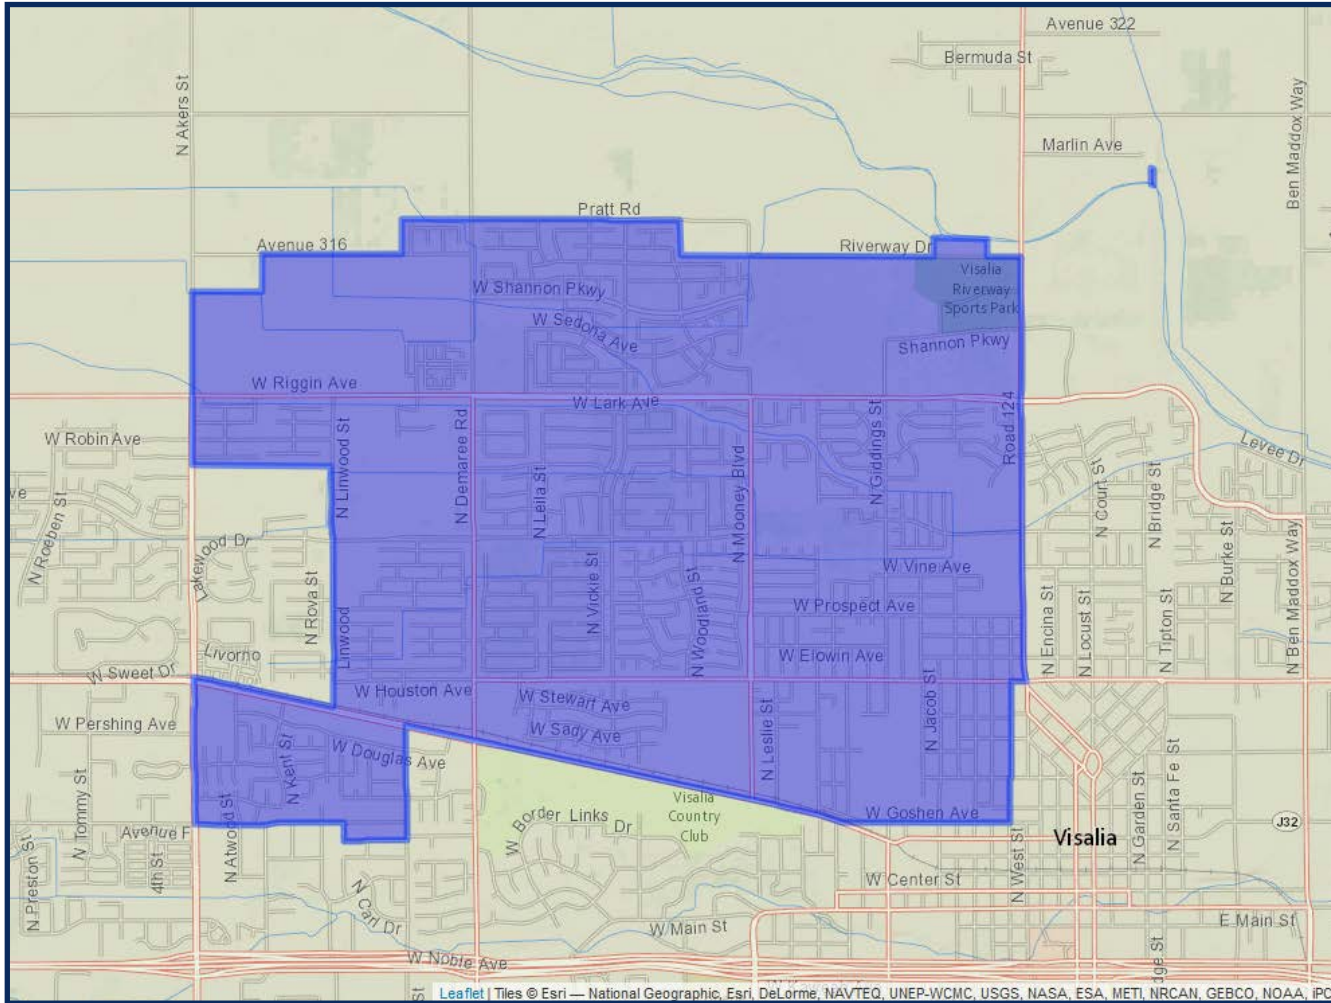 Avenue 322
Bermuda St
N Akers St
Ben Maddox Way
Marlin Ave
Pratt Rd
Avenue 316
Riverway Dr
Visalia
Riverway
Sports Park
W Shannon Pkwy
W Sedona Ave
Shannon Pkwy
W Riggin Ave
W Lark Ave
N Linwood St
N Demaree Rd
N Leila St
N Mooney Blvd
N Giddings St
Road 124
W Robin Ave
Levee Dr
N Court St
N Bridge St
ve
N Roeben St
Lakewood Dr
N Rova St
Linwood
N Vickie St
N Woodland St
W Vine Ave
W Prospect Ave
N Burke St
N Ben Maddox Way
N Encina St
N Locust St
N Tipton St
Livorno
W Elowin Ave
W Sweet Dr
W Houston Ave
W Stewart Ave
N Jacob St
W Pershing Ave
W Sady Ave
N Leslie St
W Douglas Ave
N Kent St
N Tommy St
N Atwood St
Visalia
Country
Club
W Border Links Dr
W Goshen Ave
N Garden St
N Santa Fe St
J32
Avenue F
4th St
N Preston St
Visalia
N West St
N Carl Dr
W Center St
W Main St
E Main St
W Noble Ave
dge St
St
Leaflet | Tiles © Esri — National Geographic, Esri, DeLorme, NAVTEQ, UNEP-WCMC, USGS, NASA, ESA, METI, NRCAN, GEBCO, NOAA, iPC